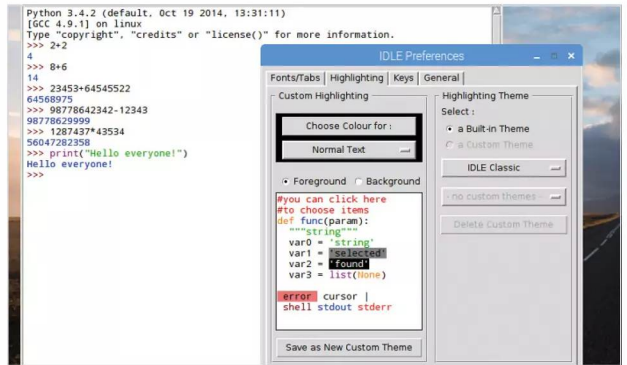 Python 3.4.2 (default, Oct 19 2014, 13:31:11)
[GCC 4.9.1] on linux
Type "copyright", "credits" or "license()" for more information.
>>> 2+2
4
>>> 8+6
14
>>> 23453+64545522
64568975
>>> 98778642342-12343
98778629999
>>> 1287437*43534
56047282358
>>> print("Hello everyone!")
Hello everyone!
>>>
IDLE Preferences
Fonts/Tabs Highlighting Keys General
Custom Highlighting
Choose Colour for :
Normal Text
Foreground Background
#you can click here
#to choose items
def func(param):
"""string"""
var0 = 'string'
var1 = 'selected'
var2 = 'found'
var3 = list(None)
error cursor |
shell stdout stderr
Save as New Custom Theme
Highlighting Theme
Select :
a Built-in Theme
a Custom Theme
IDLE Classic
- no custom themes -
Delete Custom Theme